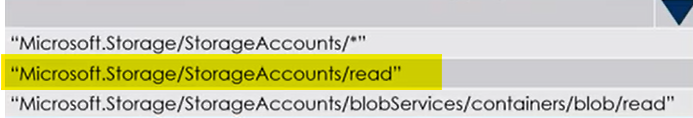 “Microsoft.Storage/StorageAccounts/*”
“Microsoft.Storage/StorageAccounts/read”
“Microsoft.Storage/StorageAccounts/blobServices/containers/blob/read”